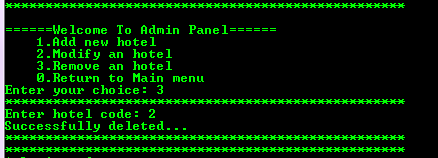 **************************************************
======Welcome To Admin Panel======
1.Add new hotel
2.Modify an hotel
3.Remove an hotel
0.Return to Main menu
Enter your choice: 3
**************************************************
Enter hotel code: 2
Successfully deleted...
**************************************************
**************************************************